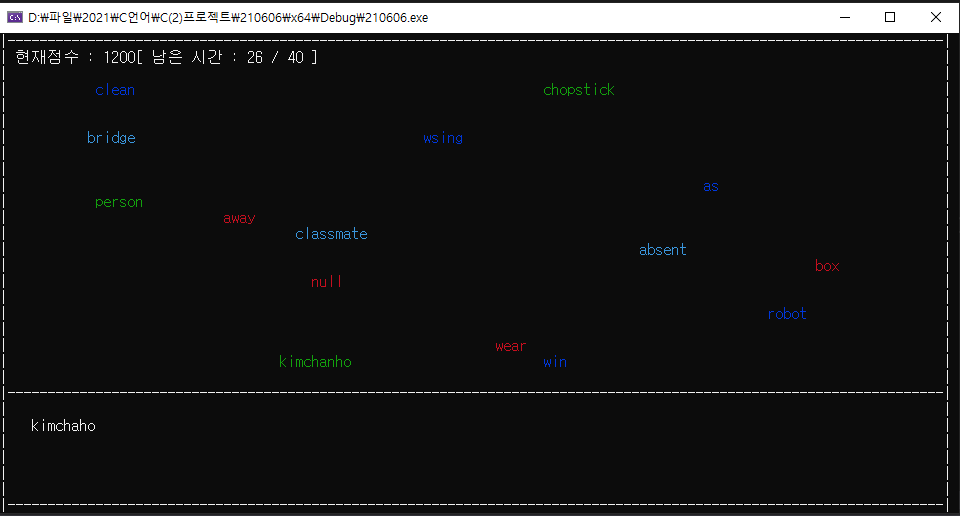 D:₩파일₩2021₩C언어₩C(2)프로젝트₩210606₩x64₩Debug₩210606.exe
현재점수 : 1200[ 남은 시간 : 26 / 40 ]
clean chopstick
bridge wsing
as
person
away
classmate
absent
box
null
robot
wear
kimchanho win
kimchaho